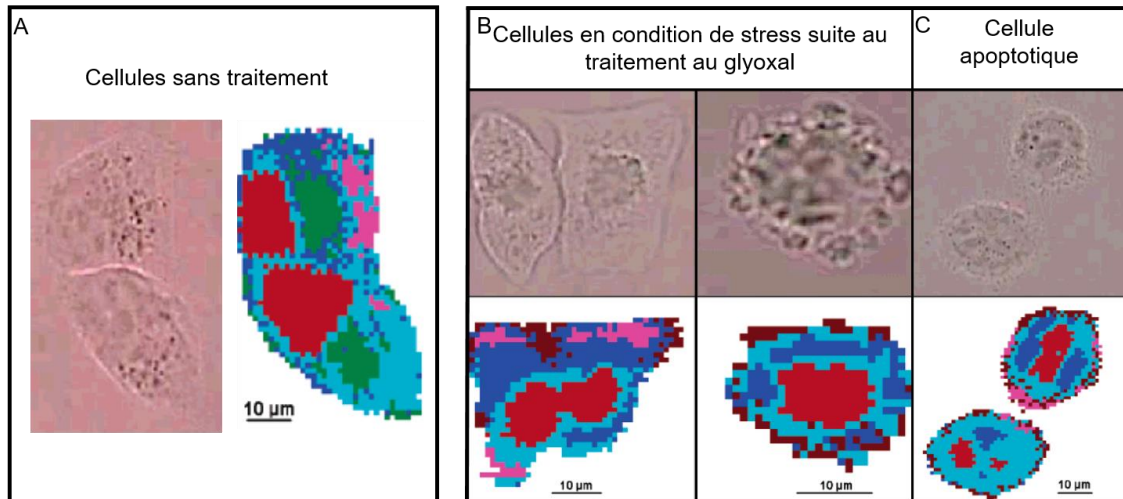 A
Cellules sans traitement
10 µm
B
Cellules en condition de stress suite au
traitement au glyoxal
10 µm
10 µm
C
Cellule
apoptotique
10 µm